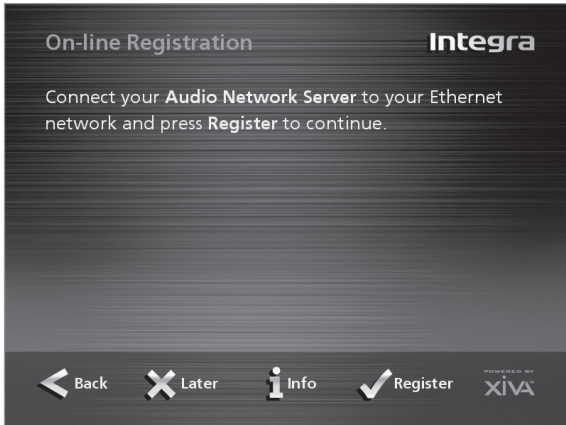 On-line Registration
Integra
Connect your Audio Network Server to your Ethernet
network and press Register to continue.
Back
Later
Info
Register
POWERED BY
XiVA